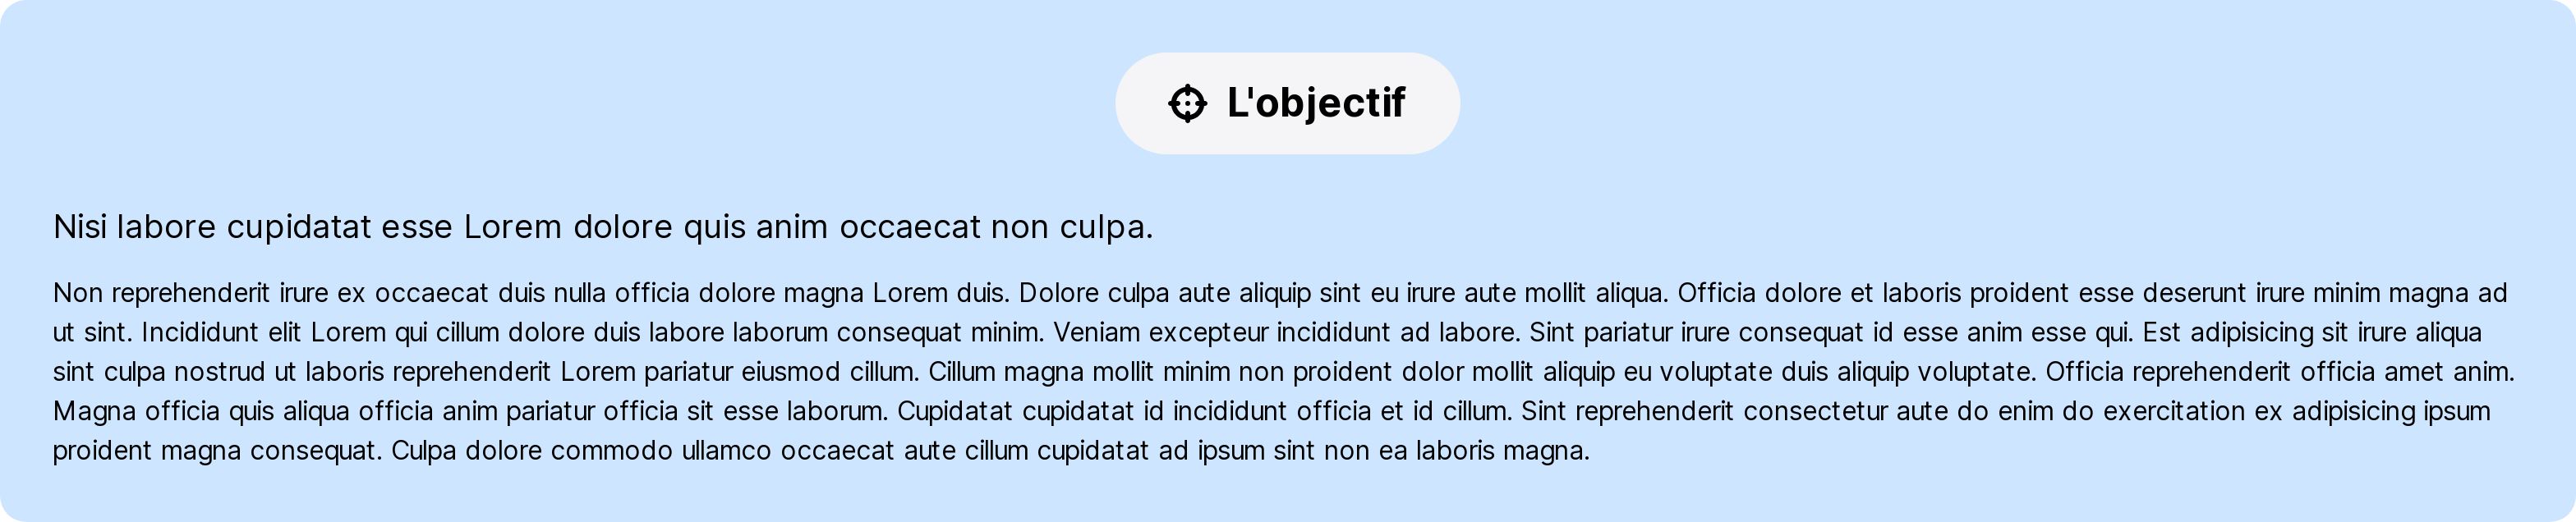 L'objectif
Nisi labore cupidatat esse Lorem dolore quis anim occaecat non culpa.
Non reprehenderit irure ex occaecat duis nulla officia dolore magna Lorem duis. Dolore culpa aute aliquip sint eu irure aute mollit aliqua. Officia dolore et laboris proident esse deserunt irure minim magna ad
ut sint. Incididunt elit Lorem qui cillum dolore duis labore laborum consequat minim. Veniam excepteur incididunt ad labore. Sint pariatur irure consequat id esse anim esse qui. Est adipisicing sit irure aliqua
sint culpa nostrud ut laboris reprehenderit Lorem pariatur eiusmod cillum. Cillum magna mollit minim non proident dolor mollit aliquip eu voluptate duis aliquip voluptate. Officia reprehenderit officia amet anim.
Magna officia quis aliqua officia anim pariatur officia sit esse laborum. Cupidatat cupidatat id incididunt officia et id cillum. Sint reprehenderit consectetur aute do enim do exercitation ex adipisicing ipsum
proident magna consequat. Culpa dolore commodo ullamco occaecat aute cillum cupidatat ad ipsum sint non ea laboris magna.